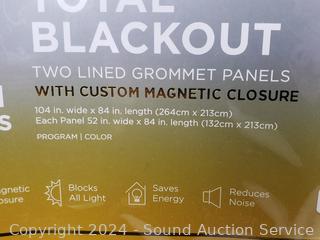 TOTAL
BLACKOUT
TWO LINED GROMMET PANELS
WITH CUSTOM MAGNETIC CLOSURE
104 in. wide x 84 in. length (264cm x 213cm)
Each Panel 52 in. wide x 84 in. length (132cm x 213cm)
PROGRAM | COLOR
Blocks
All Light
Saves
Energy
Reduces
Noise
Copyright 2024 - Sound Auction Service